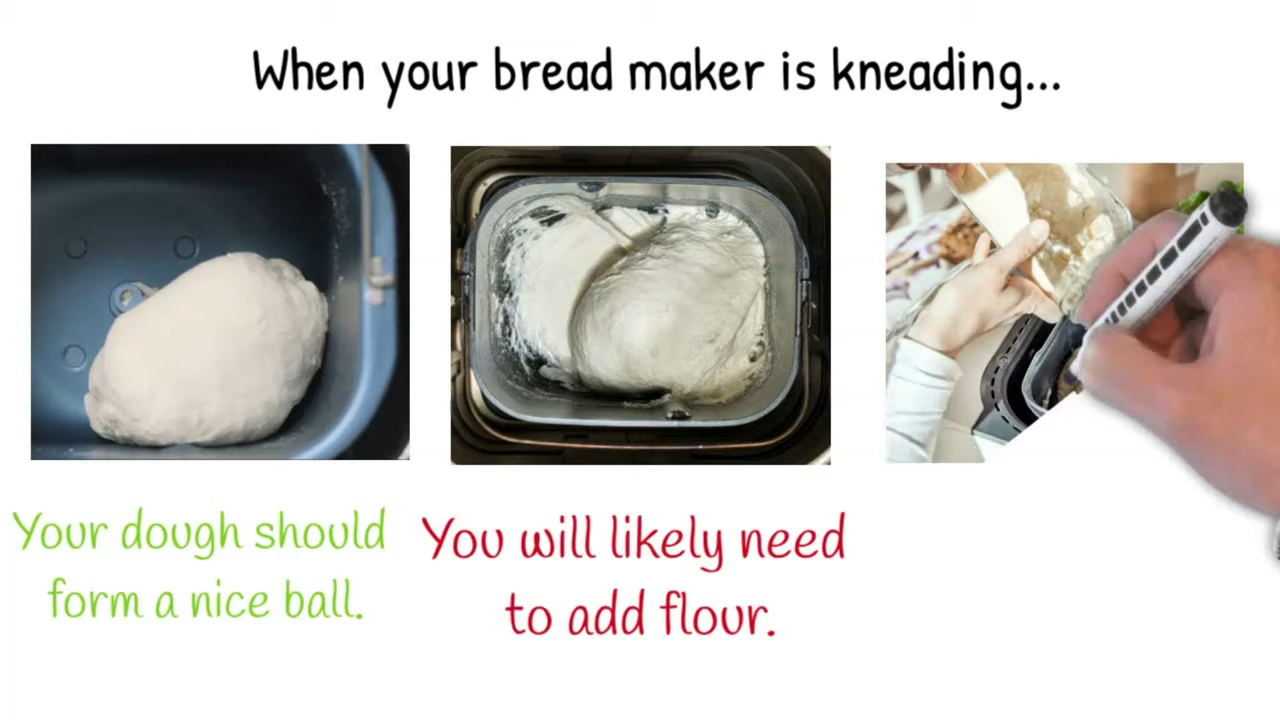 When your bread maker is kneading...
Your dough should
form a nice ball.
You will likely need
to add flour.